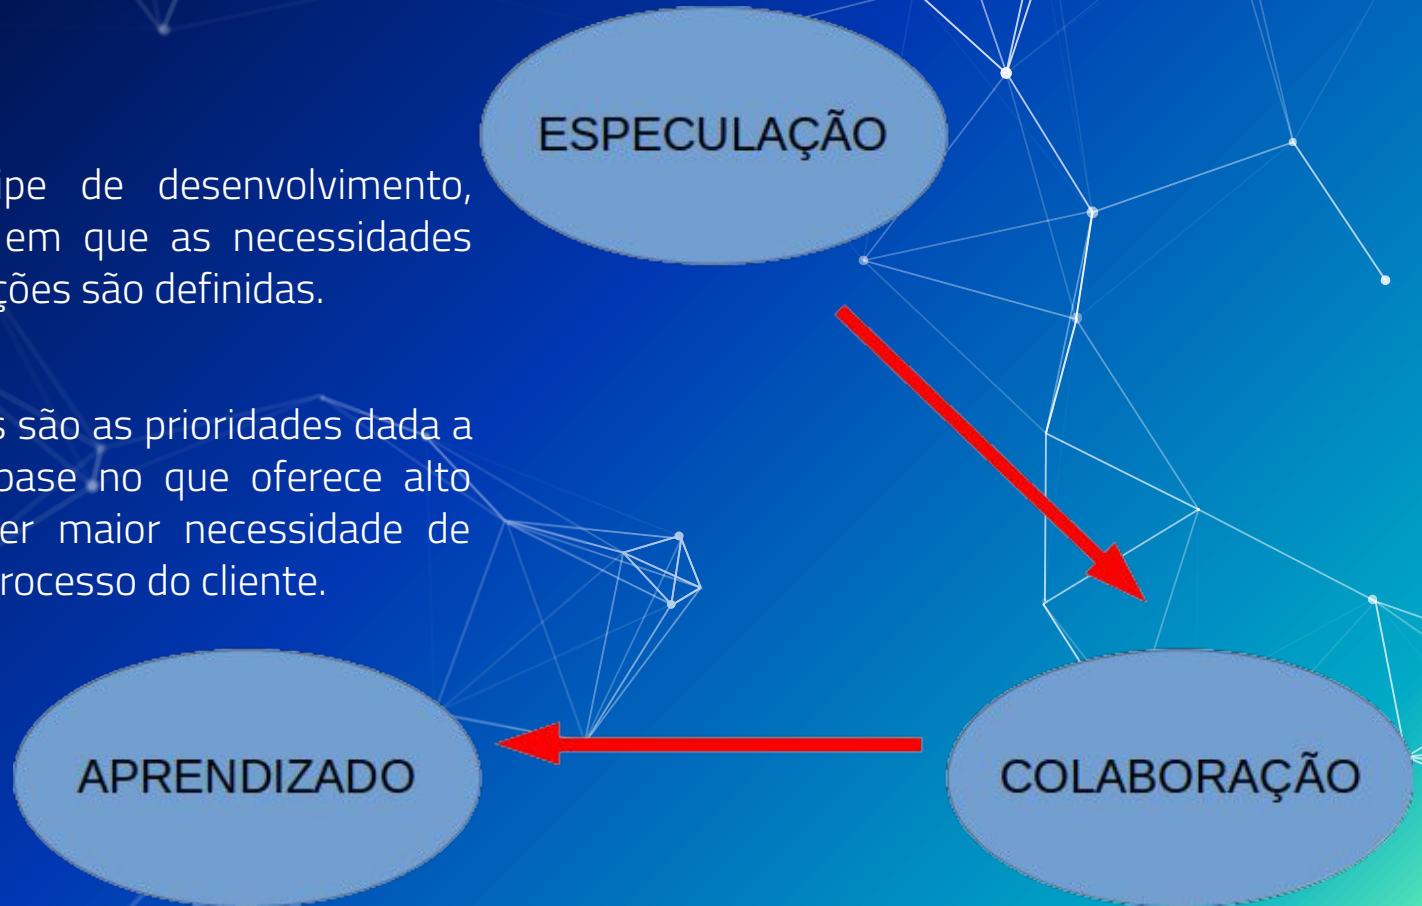 ESPECULAÇÃO
ipe de desenvolvimento,
em que as necessidades
ções são definidas.
s são as prioridades dada a
base no que oferece alto
er maior necessidade de
rocesso do cliente.
APRENDIZADO
COLABORAÇÃO